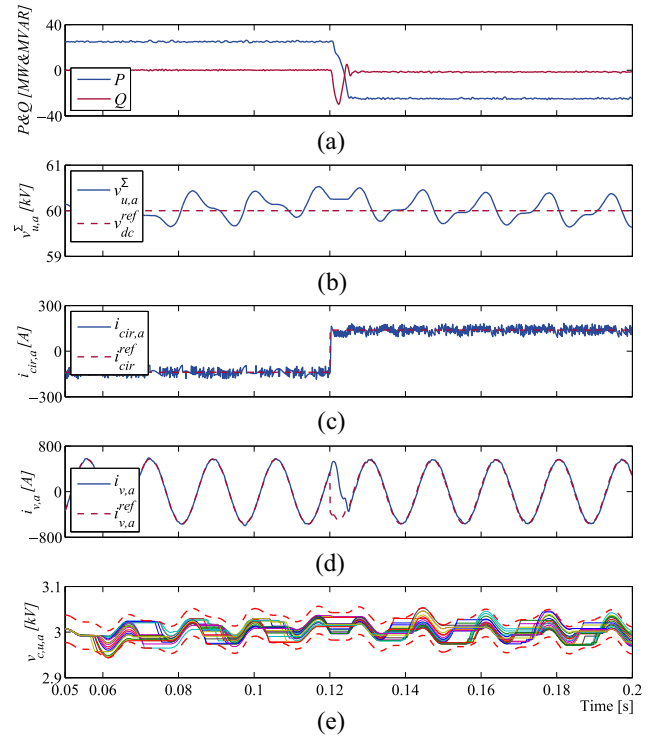 P&Q [MW&MVAR]
40
0
−40
P
Q
(a)
v^Σ_{u,a} [kV]
61
60
59
v^Σ_{u,a}
v^{ref}_{dc}
(b)
i_{cir,a} [A]
300
0
−300
i_{cir,a}
i^{ref}_{cir}
(c)
i_{v,a} [A]
800
0
−800
i_{v,a}
i^{ref}_{v,a}
(d)
v_{c,u,a} [kV]
3.1
3
2.9
0.05 0.06 0.08 0.1 0.12 0.14 0.16 0.18 0.2
Time [s]
(e)